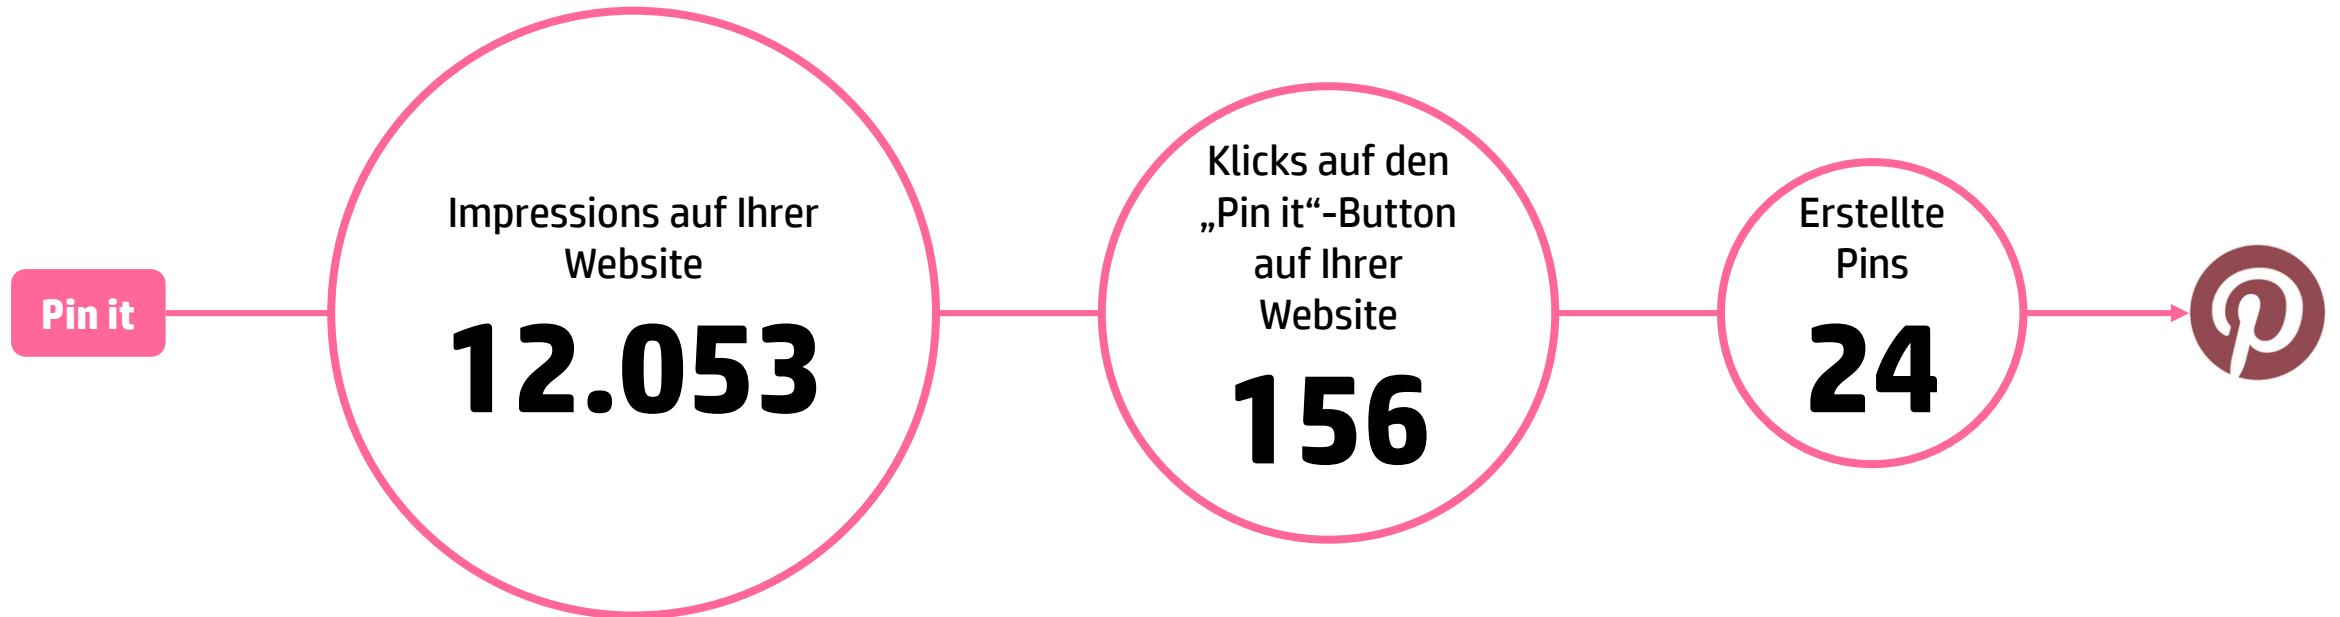 Pin it
Impressions auf Ihrer
Website
12.053
Klicks auf den
„Pin it“-Button
auf Ihrer
Website
156
Erstellte
Pins
24